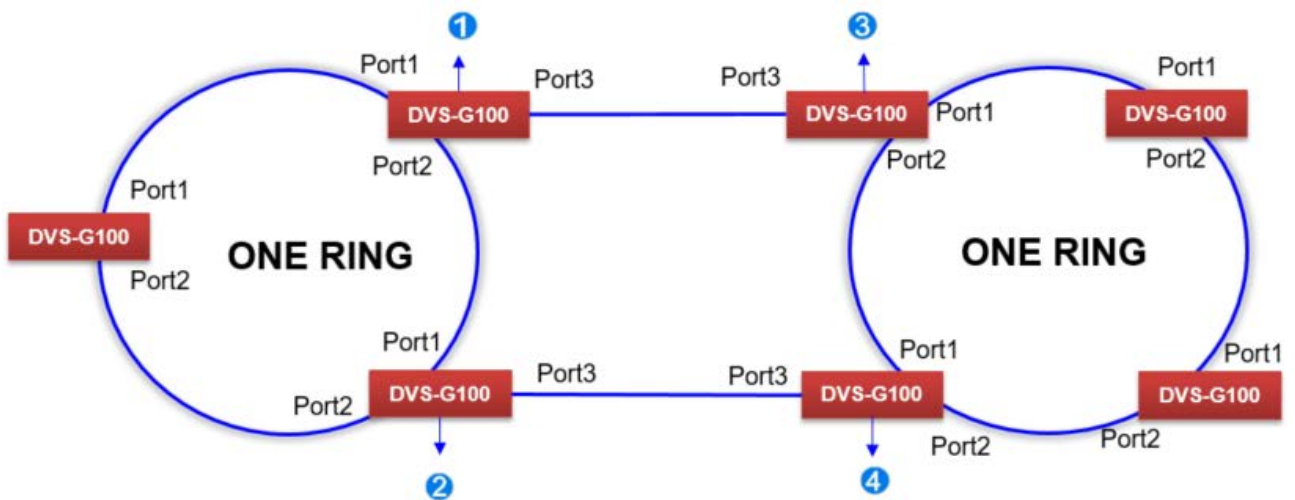 1
3
Port1
Port3
Port3
Port1
DVS-G100
DVS-G100
Port1
DVS-G100
Port2
Port2
Port2
Port1
DVS-G100
ONE RING
ONE RING
Port2
Port1
Port1
Port1
DVS-G100
Port3
Port3
DVS-G100
DVS-G100
Port2
Port2
Port2
2
4